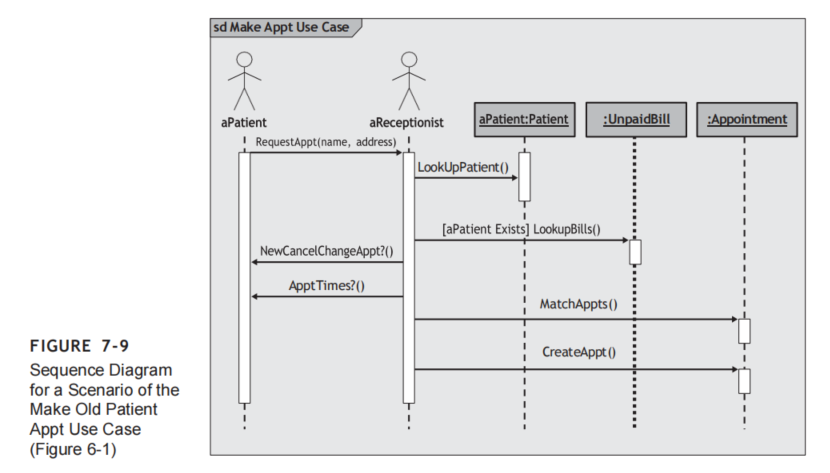 sd Make Appt Use Case
aPatient
aReceptionist
aPatient:Patient
:UnpaidBill
:Appointment
RequestAppt(name, address)
LookUpPatient()
[aPatient Exists] LookupBills()
NewCancelChangeAppt?()
ApptTimes?()
MatchAppts()
CreateAppt()
FIGURE 7-9
Sequence Diagram
for a Scenario of the
Make Old Patient
Appt Use Case
(Figure 6-1)